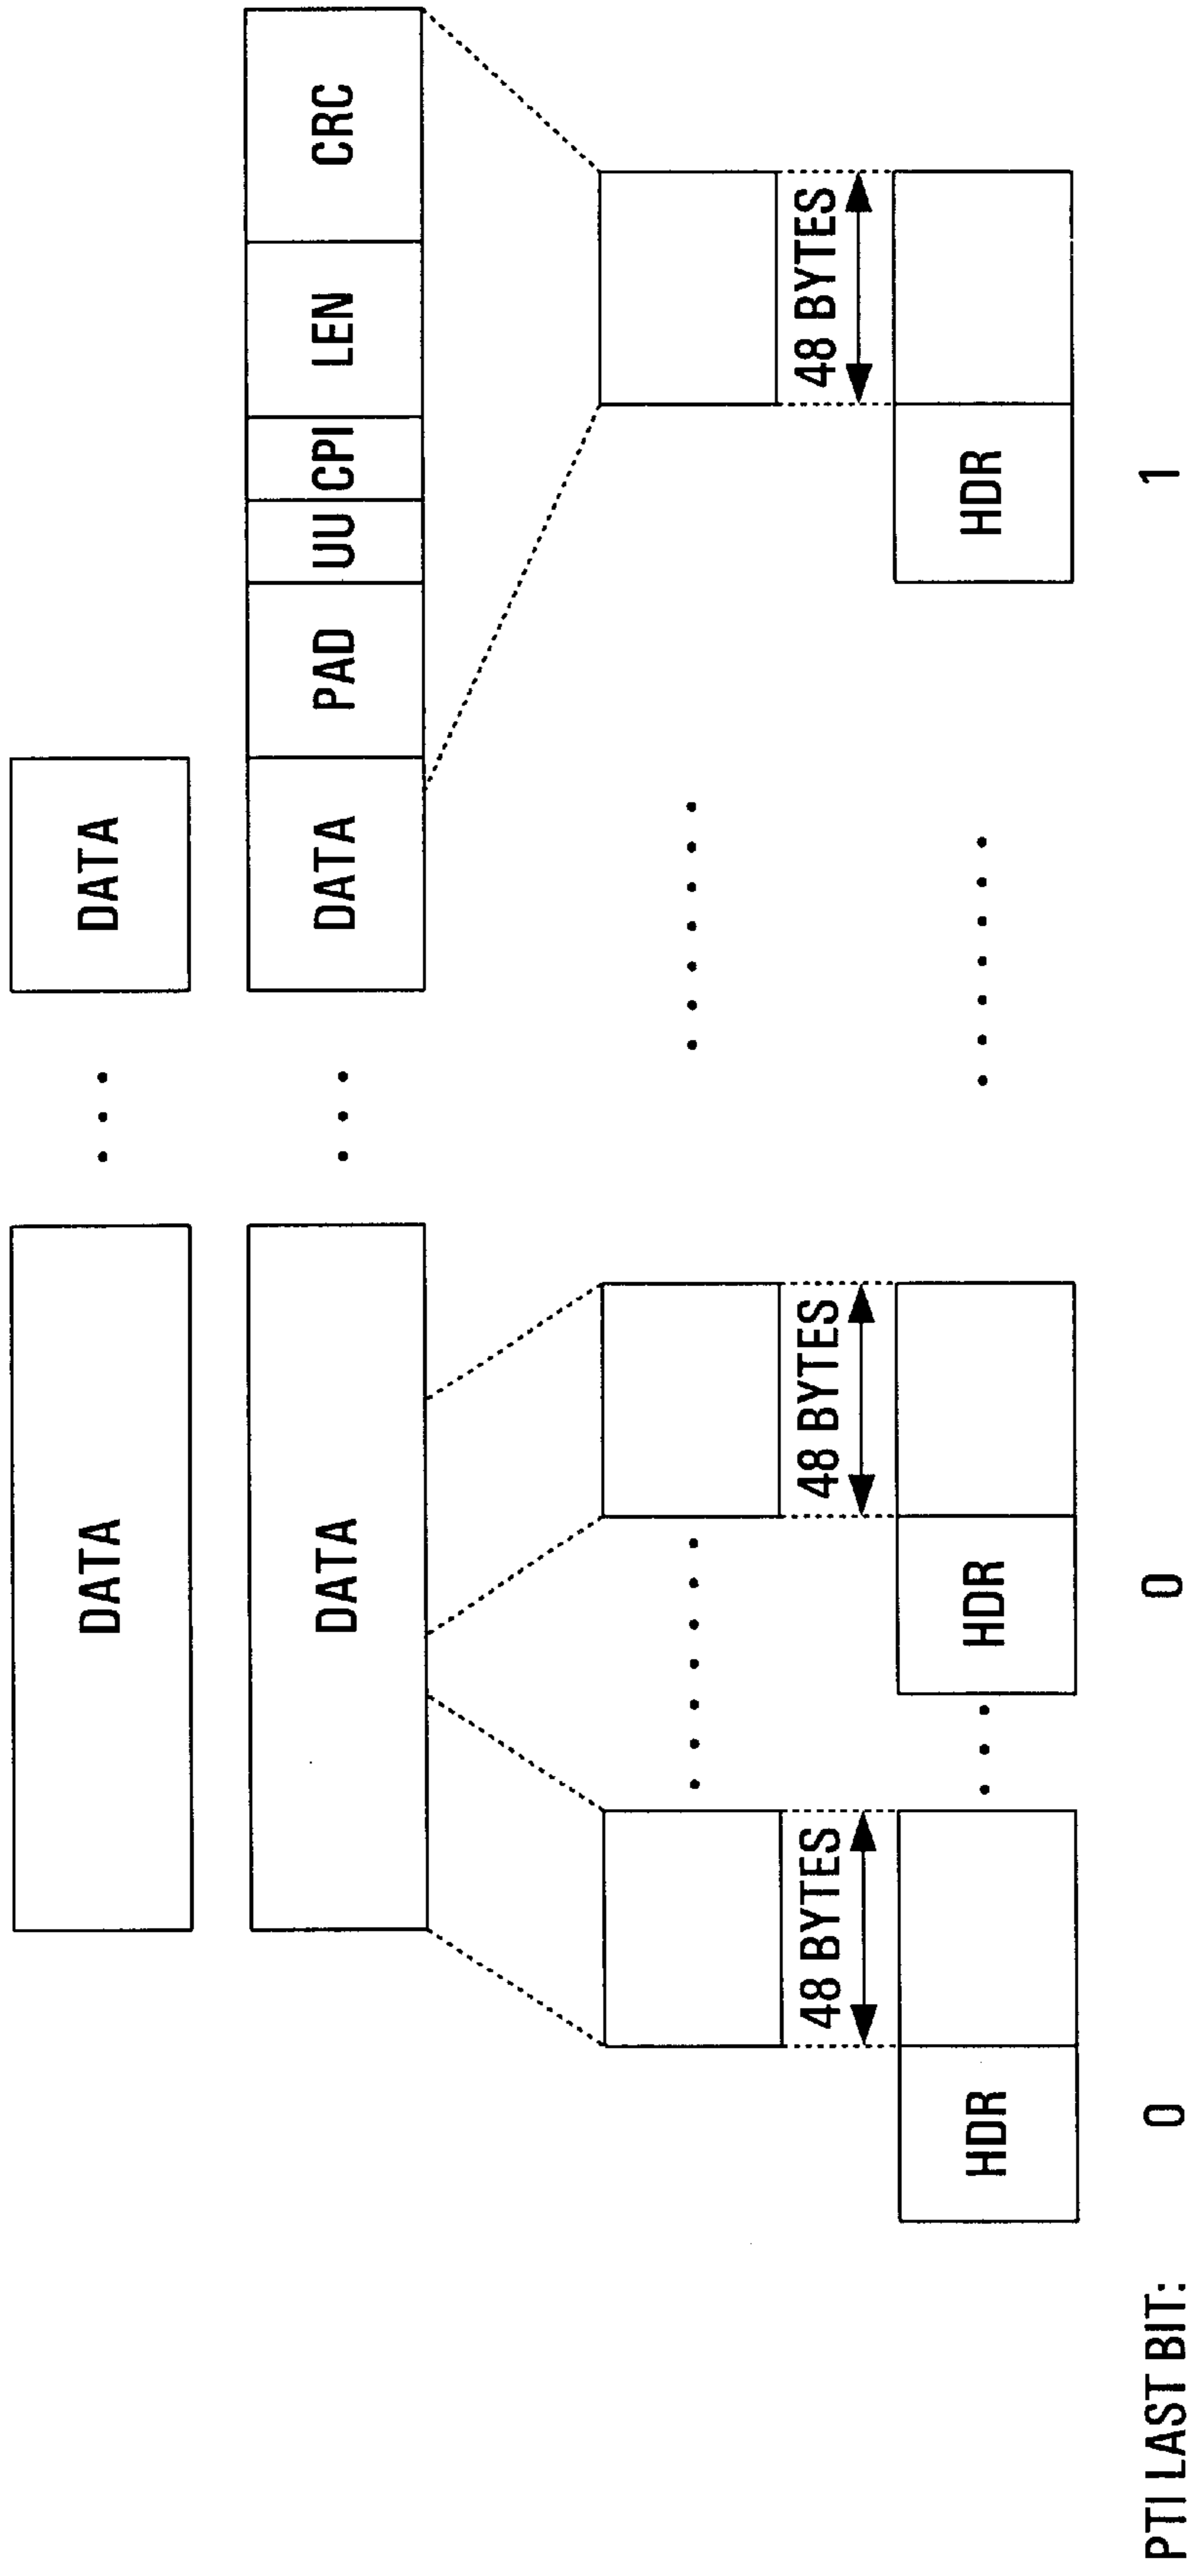 DATA DATA
DATA DATA PAD UU CPI LEN CRC
48 BYTES 48 BYTES 48 BYTES
HDR HDR HDR
PTI LAST BIT: 0 0 1